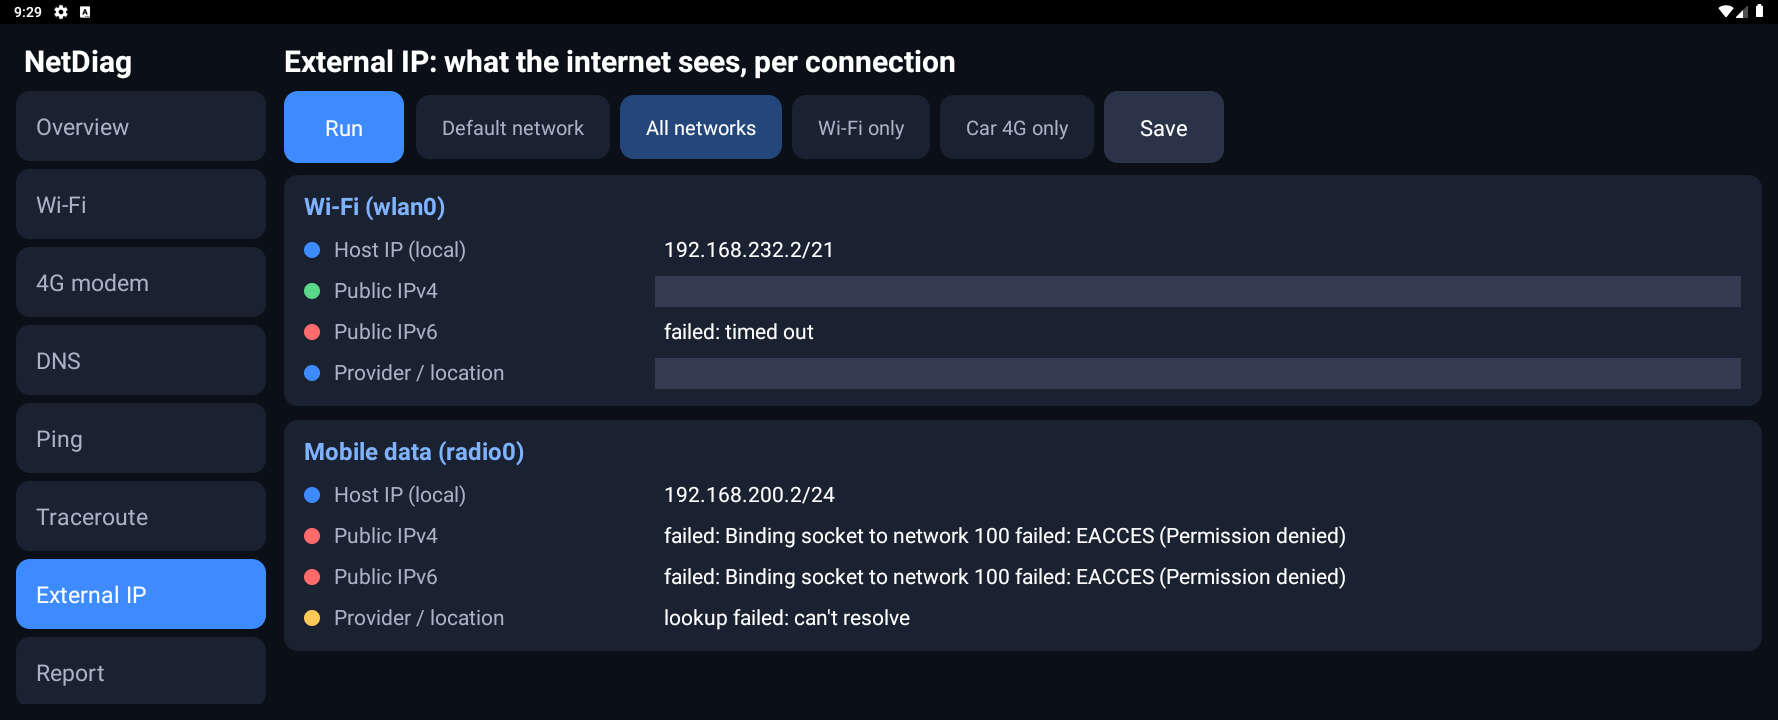 9:29
NetDiag
Overview
Wi-Fi
4G modem
DNS
Ping
Traceroute
External IP
Report
External IP: what the internet sees, per connection
Run Default network All networks Wi-Fi only Car 4G only Save
Wi-Fi (wlan0)
Host IP (local) 192.168.232.2/21
Public IPv4
Public IPv6 failed: timed out
Provider / location
Mobile data (radio0)
Host IP (local) 192.168.200.2/24
Public IPv4 failed: Binding socket to network 100 failed: EACCES (Permission denied)
Public IPv6 failed: Binding socket to network 100 failed: EACCES (Permission denied)
Provider / location lookup failed: can't resolve